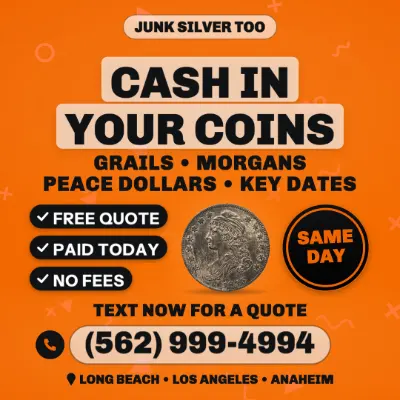 JUNK SILVER TOO
CASH IN
YOUR COINS
GRAILS • MORGANS
PEACE DOLLARS • KEY DATES
FREE QUOTE
PAID TODAY
NO FEES
SAME
DAY
TEXT NOW FOR A QUOTE
(562) 999-4994
LONG BEACH • LOS ANGELES • ANAHEIM